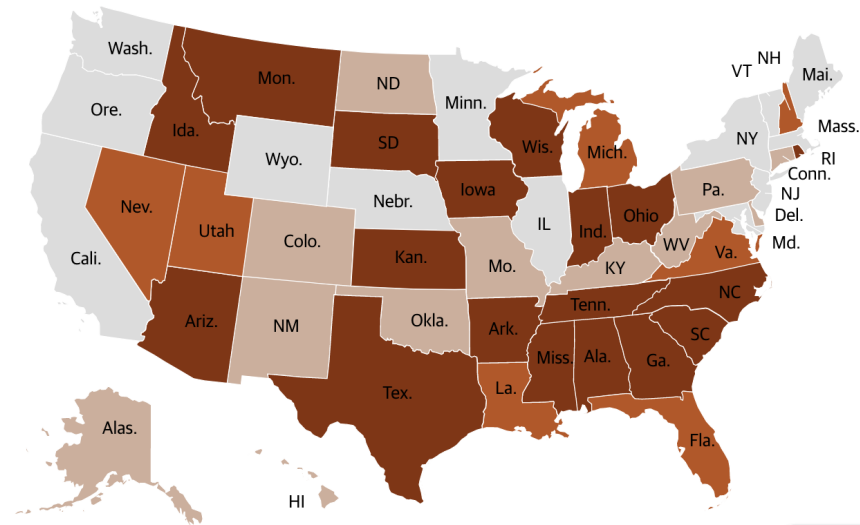 Wash.
Ore.
Cali.
Nev.
Ida.
Mon.
Wyo.
Utah
Colo.
Ariz.
NM
ND
SD
Nebr.
Kan.
Okla.
Tex.
Minn.
Iowa
Mo.
Ark.
La.
Wis.
IL
Mich.
Ind.
Ohio
KY
Tenn.
Miss.
Ala.
Ga.
Fla.
SC
NC
Va.
WV
Pa.
NY
VT
NH
Mai.
Mass.
RI
Conn.
NJ
Del.
Md.
Alas.
HI